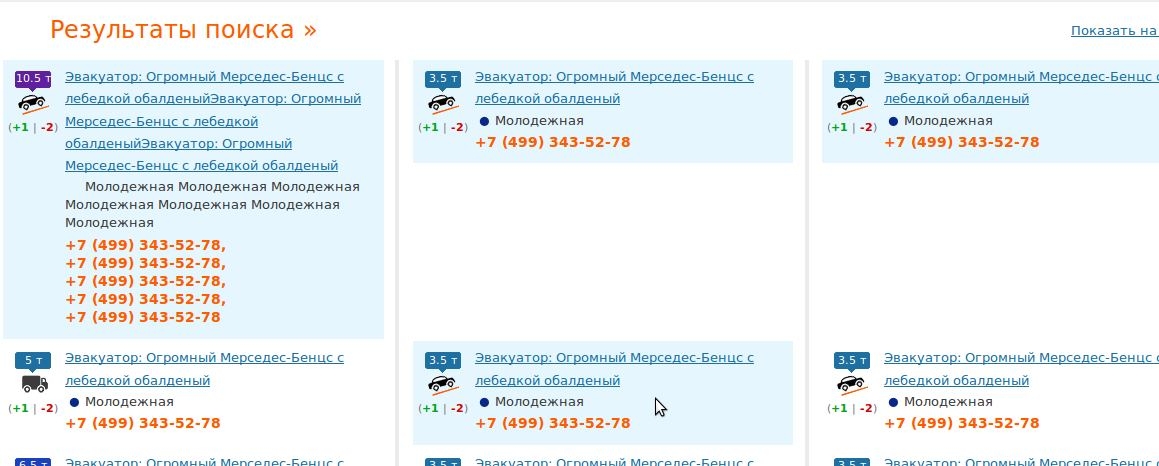 Результаты поиска »
Показать на
10.5 т
(+1 | -2)
Эвакуатор: Огромный Мерседес-Бенцс с
лебедкой обалденыйЭвакуатор: Огромный
Мерседес-Бенцс с лебедкой
обалденыйЭвакуатор: Огромный
Мерседес-Бенцс с лебедкой обалденый
Молодежная Молодежная Молодежная
Молодежная Молодежная Молодежная
Молодежная
+7 (499) 343-52-78,
+7 (499) 343-52-78,
+7 (499) 343-52-78,
+7 (499) 343-52-78,
+7 (499) 343-52-78
3.5 т
(+1 | -2)
Эвакуатор: Огромный Мерседес-Бенцс с
лебедкой обалденый
Молодежная
+7 (499) 343-52-78
3.5 т
(+1 | -2)
Эвакуатор: Огромный Мерседес-Бенцс с
лебедкой обалденый
Молодежная
+7 (499) 343-52-78
5 т
(+1 | -2)
Эвакуатор: Огромный Мерседес-Бенцс с
лебедкой обалденый
Молодежная
+7 (499) 343-52-78
3.5 т
(+1 | -2)
Эвакуатор: Огромный Мерседес-Бенцс с
лебедкой обалденый
Молодежная
+7 (499) 343-52-78
3.5 т
(+1 | -2)
Эвакуатор: Огромный Мерседес-Бенцс с
лебедкой обалденый
Молодежная
+7 (499) 343-52-78
6.5 т
Эвакуатор: Огромный Мерседес-Бенцс с
3.5 т
Эвакуатор: Огромный Мерседес-Бенцс с
3.5 т
Эвакуатор: Огромный Мерседес-Бенцс с